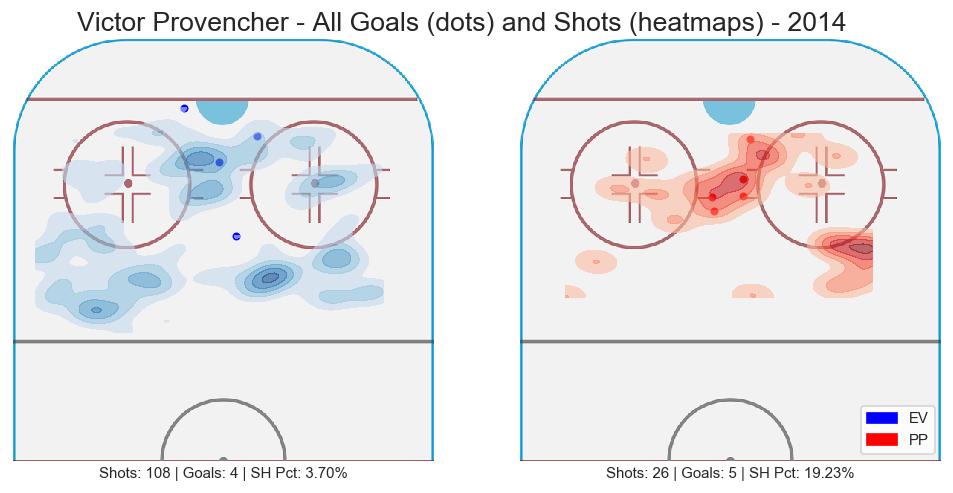 Victor Provencher - All Goals (dots) and Shots (heatmaps) - 2014
EV
PP
Shots: 108 | Goals: 4 | SH Pct: 3.70%
Shots: 26 | Goals: 5 | SH Pct: 19.23%